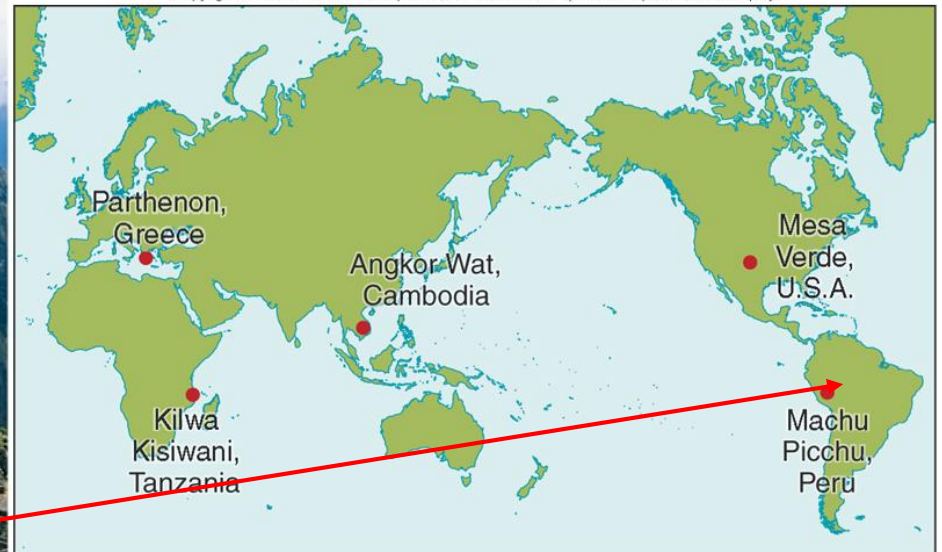 Parthenon,
Greece
Angkor Wat,
Cambodia
Mesa
Verde,
U.S.A.
Kilwa
Kisiwani,
Tanzania
Machu
Picchu,
Peru